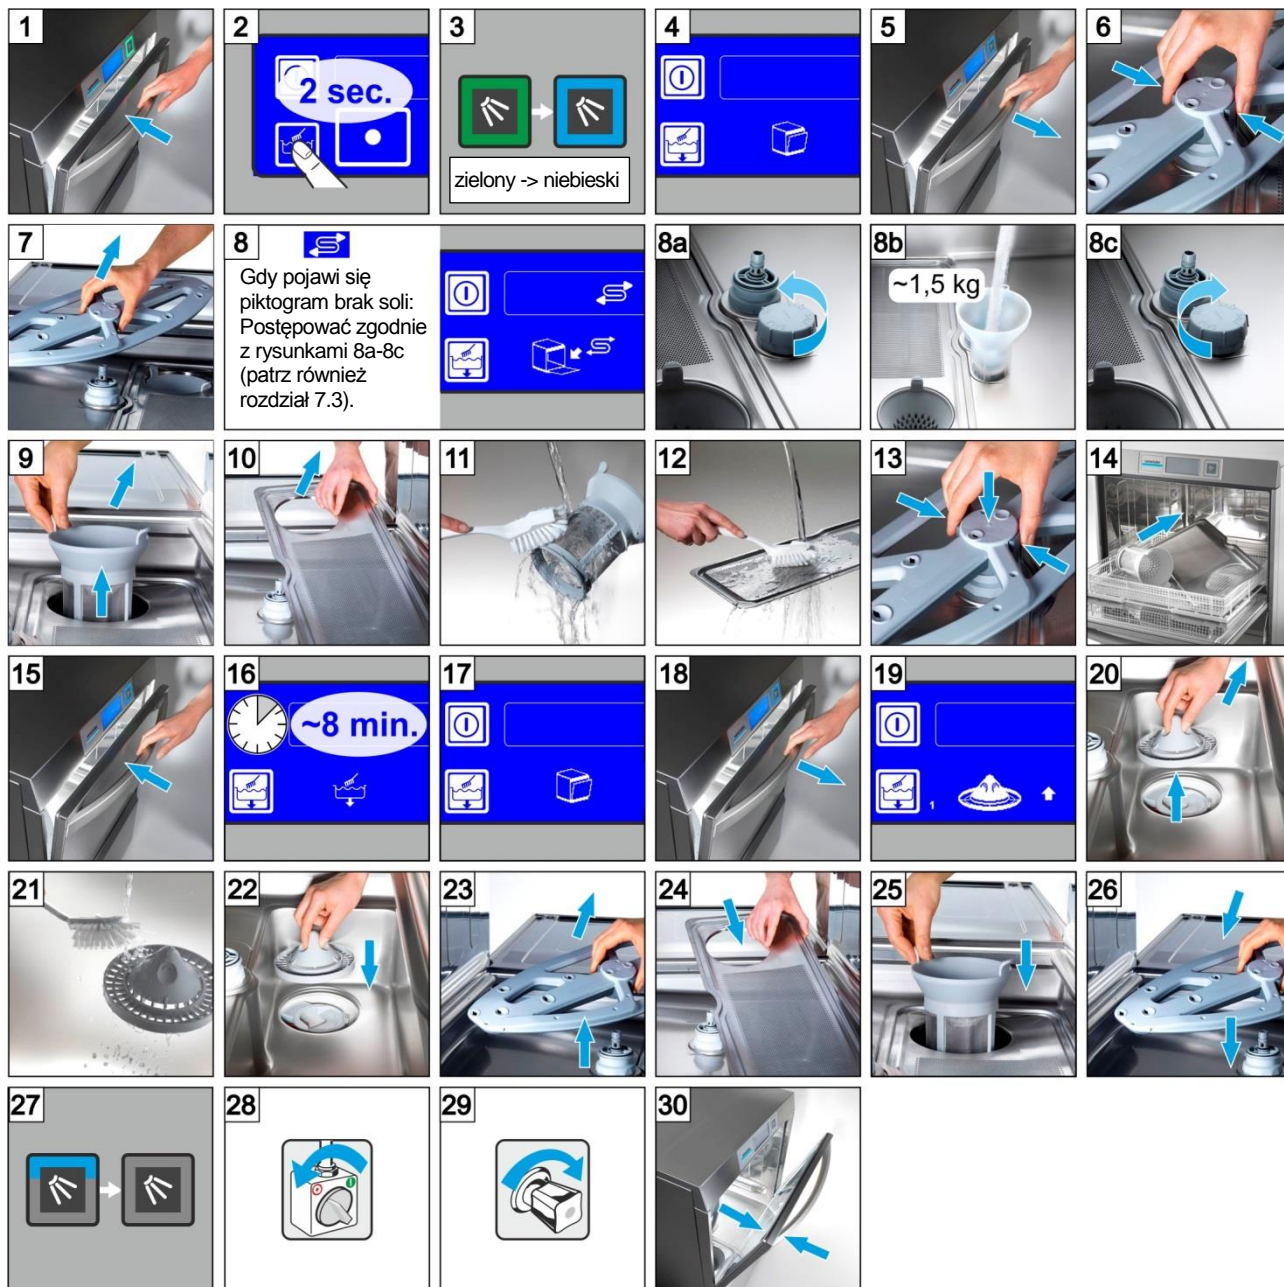 1
2
2 sec.
3
zielony -> niebieski
4
5
6
7
8
Gdy pojawi się
piktogram brak soli:
Postępować zgodnie
z rysunkami 8a-8c
(patrz również
rozdział 7.3).
8a
8b
~1,5 kg
8c
9
10
11
12
13
14
15
16
~8 min.
17
18
19
1
20
21
22
23
24
25
26
27
28
29
30